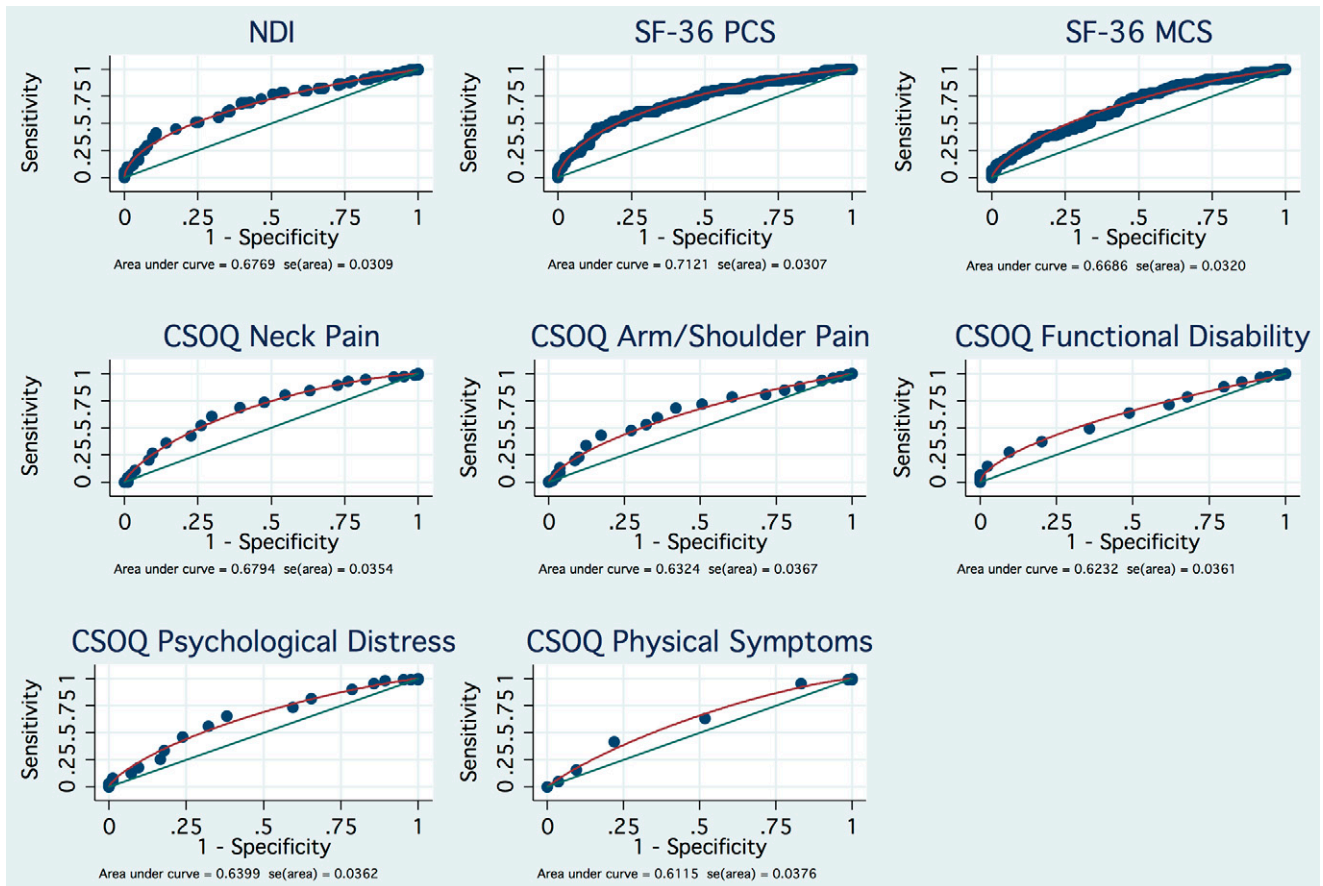 NDI
Sensitivity
0 .25 .5 .75 1
0 .25 .5 .75 1
1 - Specificity
Area under curve = 0.6769 se(area) = 0.0309
SF-36 PCS
Sensitivity
0 .25 .5 .75 1
0 .25 .5 .75 1
1 - Specificity
Area under curve = 0.7121 se(area) = 0.0307
SF-36 MCS
Sensitivity
0 .25 .5 .75 1
0 .25 .5 .75 1
1 - Specificity
Area under curve = 0.6686 se(area) = 0.0320
CSOQ Neck Pain
Sensitivity
0 .25 .5 .75 1
0 .25 .5 .75 1
1 - Specificity
Area under curve = 0.6794 se(area) = 0.0354
CSOQ Arm/Shoulder Pain
Sensitivity
0 .25 .5 .75 1
0 .25 .5 .75 1
1 - Specificity
Area under curve = 0.6324 se(area) = 0.0367
CSOQ Functional Disability
Sensitivity
0 .25 .5 .75 1
0 .25 .5 .75 1
1 - Specificity
Area under curve = 0.6232 se(area) = 0.0361
CSOQ Psychological Distress
Sensitivity
0 .25 .5 .75 1
0 .25 .5 .75 1
1 - Specificity
Area under curve = 0.6399 se(area) = 0.0362
CSOQ Physical Symptoms
Sensitivity
0 .25 .5 .75 1
0 .25 .5 .75 1
1 - Specificity
Area under curve = 0.6115 se(area) = 0.0376